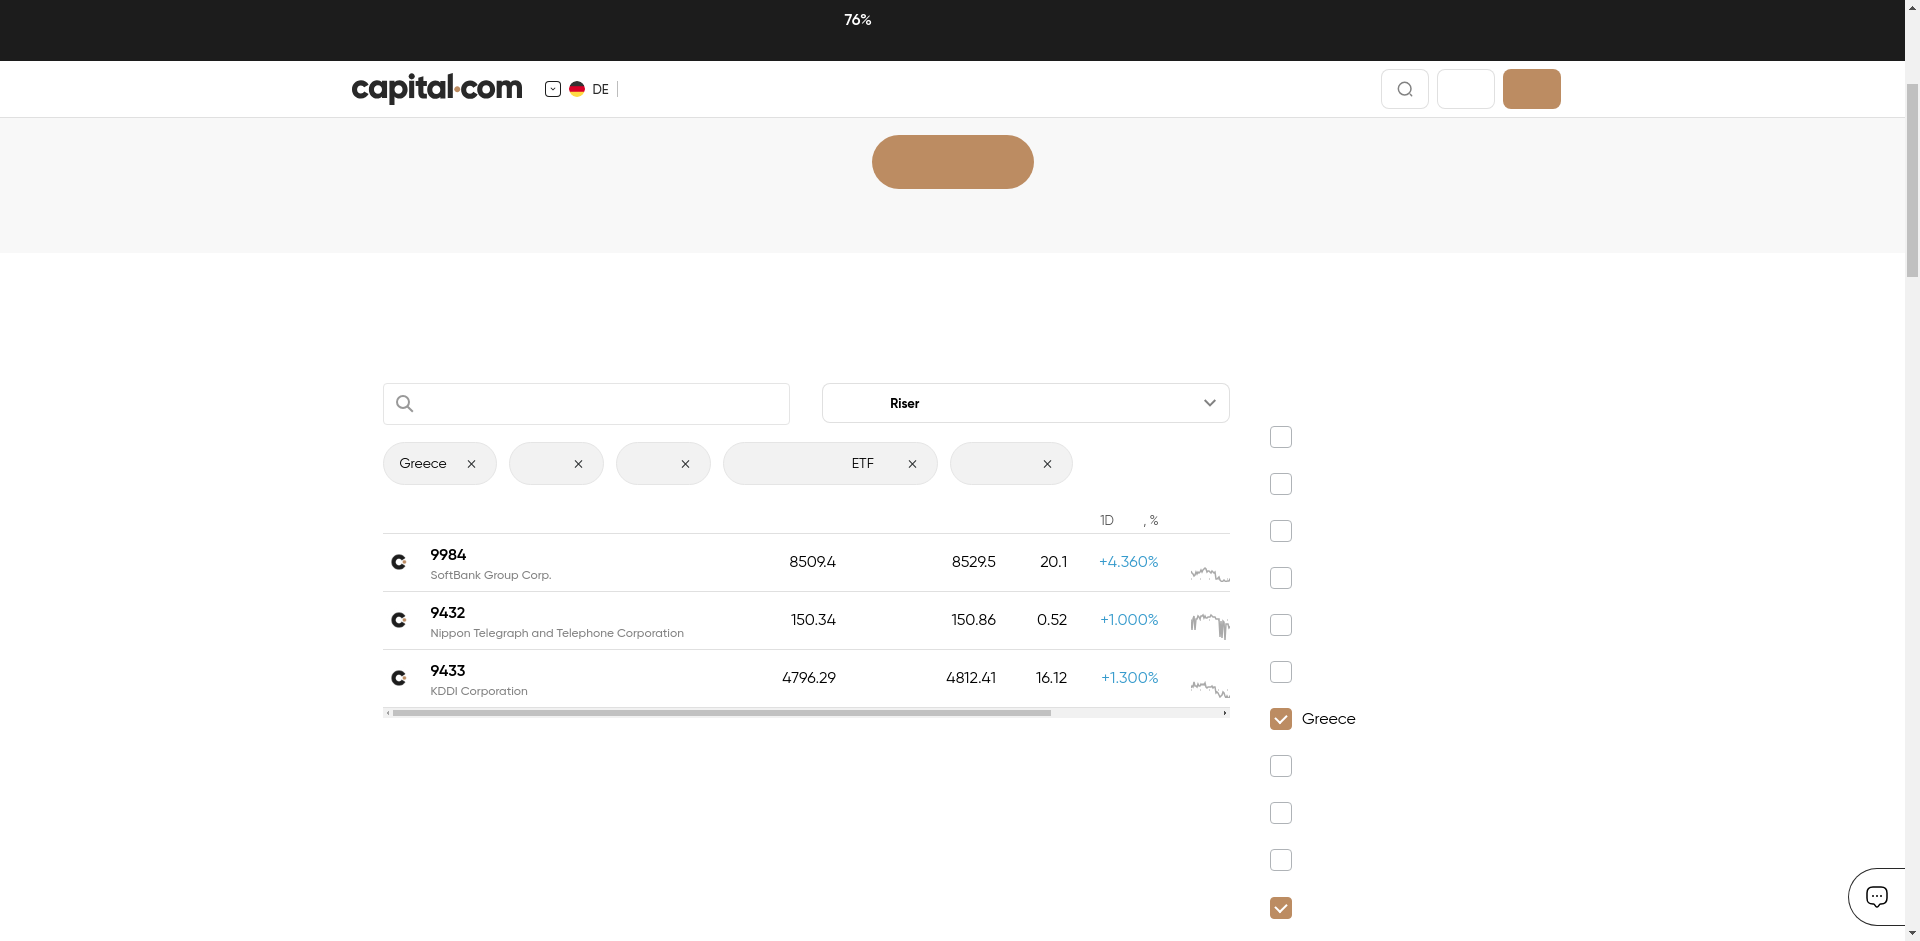 76%
capital.com
DE
Riser
Greece
ETF
1D , %
9984 8509.4 8529.5 20.1 +4.360%
SoftBank Group Corp.
9432 150.34 150.86 0.52 +1.000%
Nippon Telegraph and Telephone Corporation
9433 4796.29 4812.41 16.12 +1.300%
KDDI Corporation
Greece